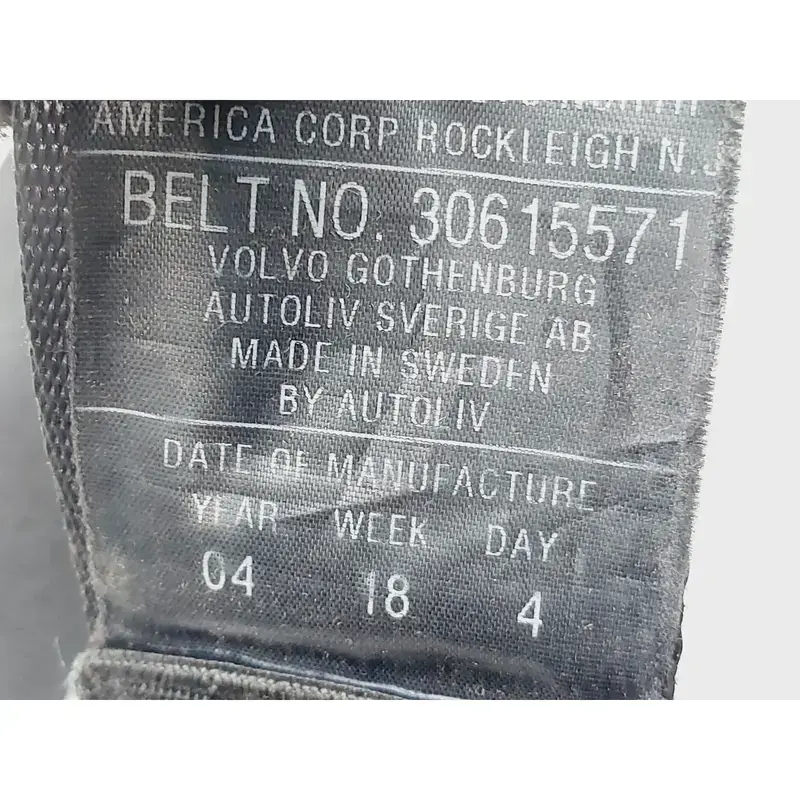 AMERICA CORP ROCKLEIGH N.J
BELT NO. 30615571
VOLVO GOTHENBURG
AUTOLIV SVERIGE AB
MADE IN SWEDEN
BY AUTOLIV
DATE OF MANUFACTURE
YEAR WEEK DAY
04 18 4